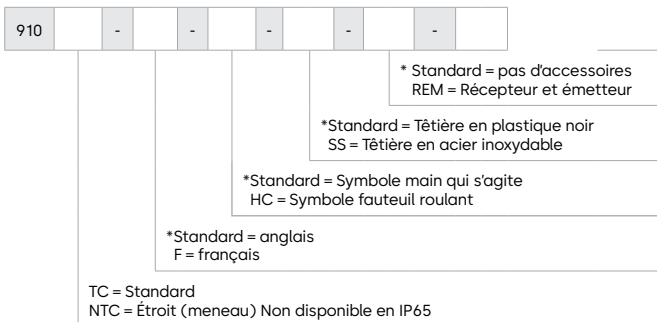 910 - - - - -
* Standard = pas d'accessoires
REM = Récepteur et émetteur
*Standard = Têtière en plastique noir
SS = Têtière en acier inoxydable
*Standard = Symbole main qui s'agite
HC = Symbole fauteuil roulant
*Standard = anglais
F = français
TC = Standard
NTC = Étroit (meneau) Non disponible en IP65